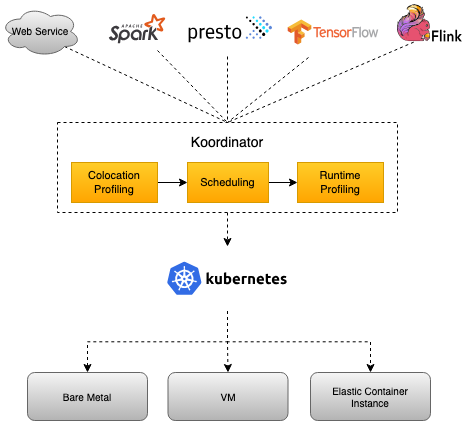 Web Service
APACHE
Spark
presto
TensorFlow
Flink
Koordinator
Colocation
Profiling
Scheduling
Runtime
Profiling
kubernetes
Bare Metal
VM
Elastic Container
Instance